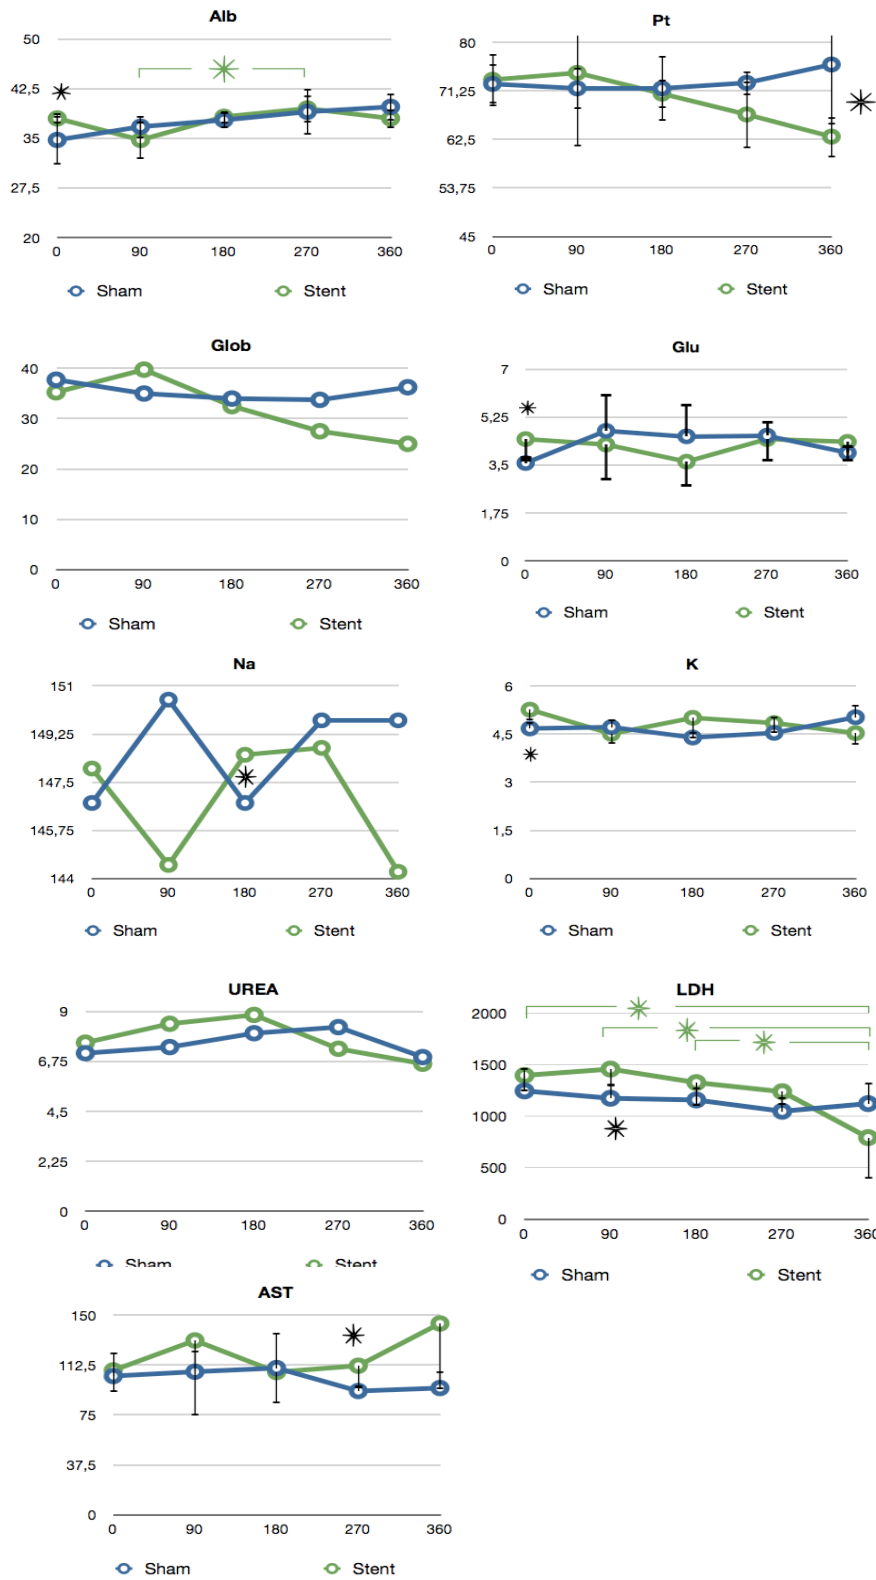 Alb
50
42,5
35
27,5
20
0 90 180 270 360
Sham Stent
Pt
80
71,25
62,5
53,75
45
0 90 180 270 360
Sham Stent
Glob
40
30
20
10
0
0 90 180 270 360
Sham Stent
Glu
7
5,25
3,5
1,75
0
0 90 180 270 360
Sham Stent
Na
151
149,25
147,5
145,75
144
0 90 180 270 360
Sham Stent
K
6
4,5
3
1,5
0
0 90 180 270 360
Sham Stent
UREA
9
6,75
4,5
2,25
0
0 90 180 270 360
Sham Stent
LDH
2000
1500
1000
500
0
0 90 180 270 360
Sham Stent
AST
150
112,5
75
37,5
0
0 90 180 270 360
Sham Stent